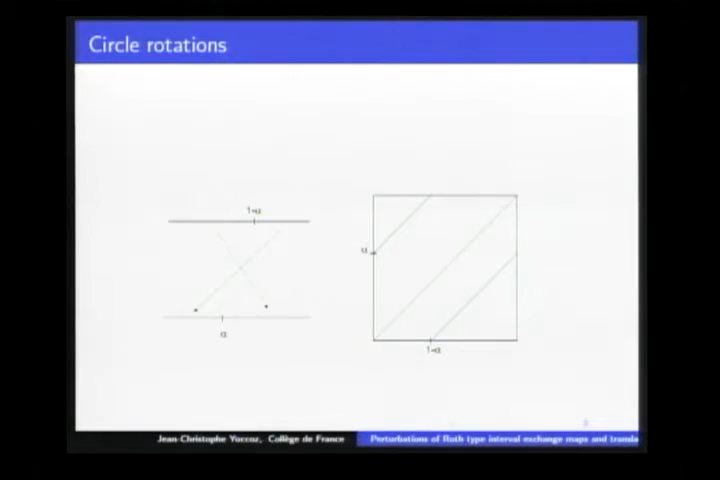 Circle rotations
1-α
α
α
1-α
Jean-Christophe Yoccoz, Collège de France
Perturbations of Roth type interval exchange maps and transla